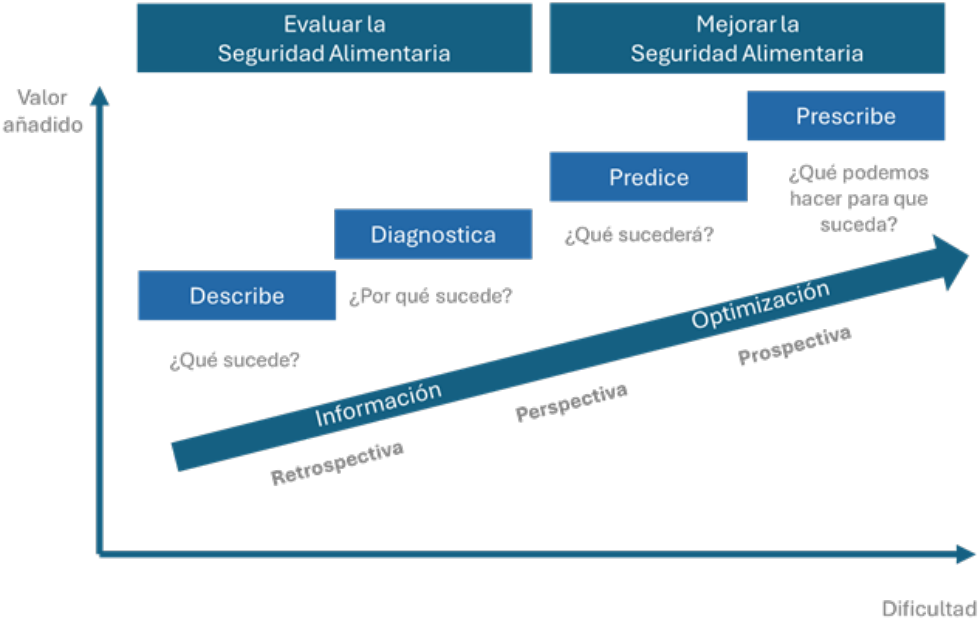 Evaluar la
Seguridad Alimentaria
Mejorar la
Seguridad Alimentaria
Valor
añadido
Prescribe
¿Qué podemos
hacer para que
suceda?
Predice
¿Qué sucederá?
Diagnostica
¿Por qué sucede?
Describe
¿Qué sucede?
Información
Optimización
Retrospectiva
Perspectiva
Prospectiva
Dificultad